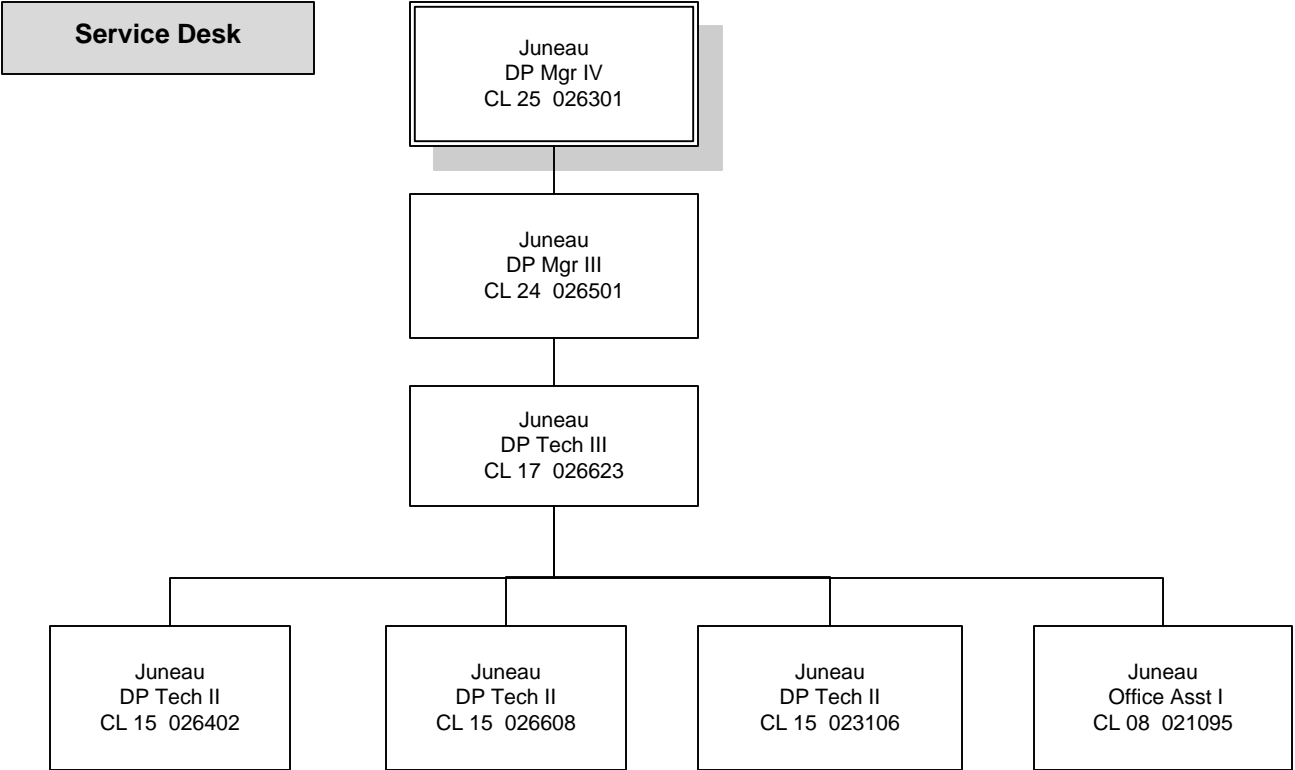 Service Desk
Juneau
DP Mgr IV
CL 25 026301
Juneau
DP Mgr III
CL 24 026501
Juneau
DP Tech III
CL 17 026623
Juneau
DP Tech II
CL 15 026402
Juneau
DP Tech II
CL 15 026608
Juneau
DP Tech II
CL 15 023106
Juneau
Office Asst I
CL 08 021095